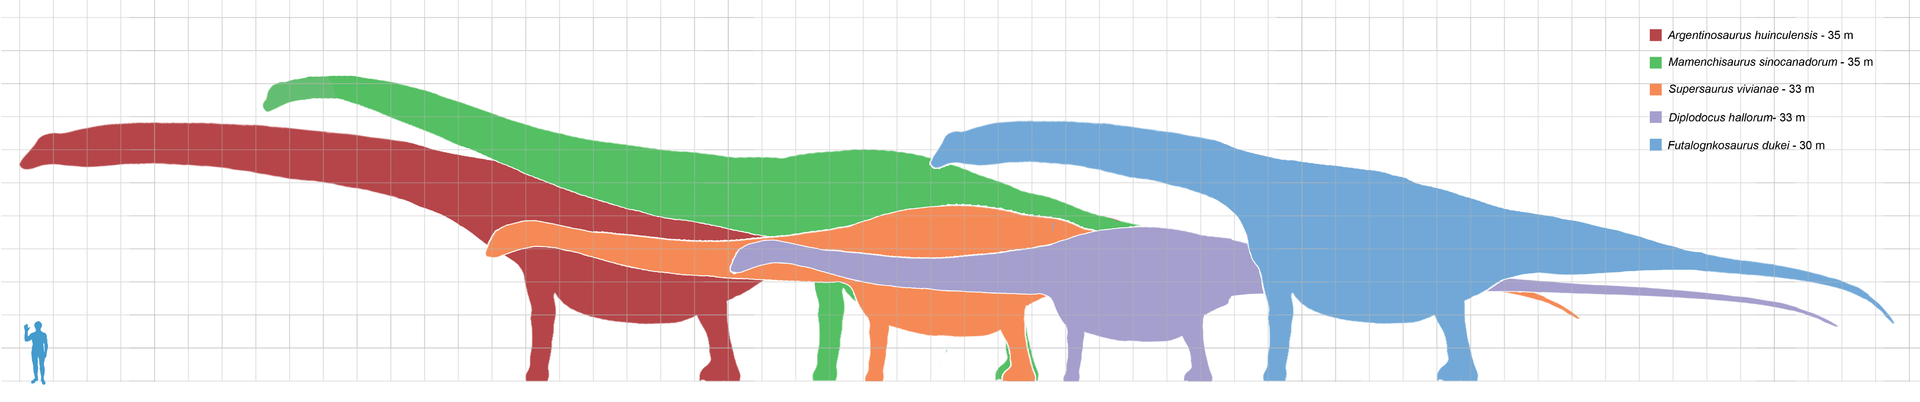 Argentinosaurus huinculensis - 35 m
Mamenchisaurus sinocanadorum - 35 m
Supersaurus vivianae - 33 m
Diplodocus hallorum- 33 m
Futalognkosaurus dukei - 30 m